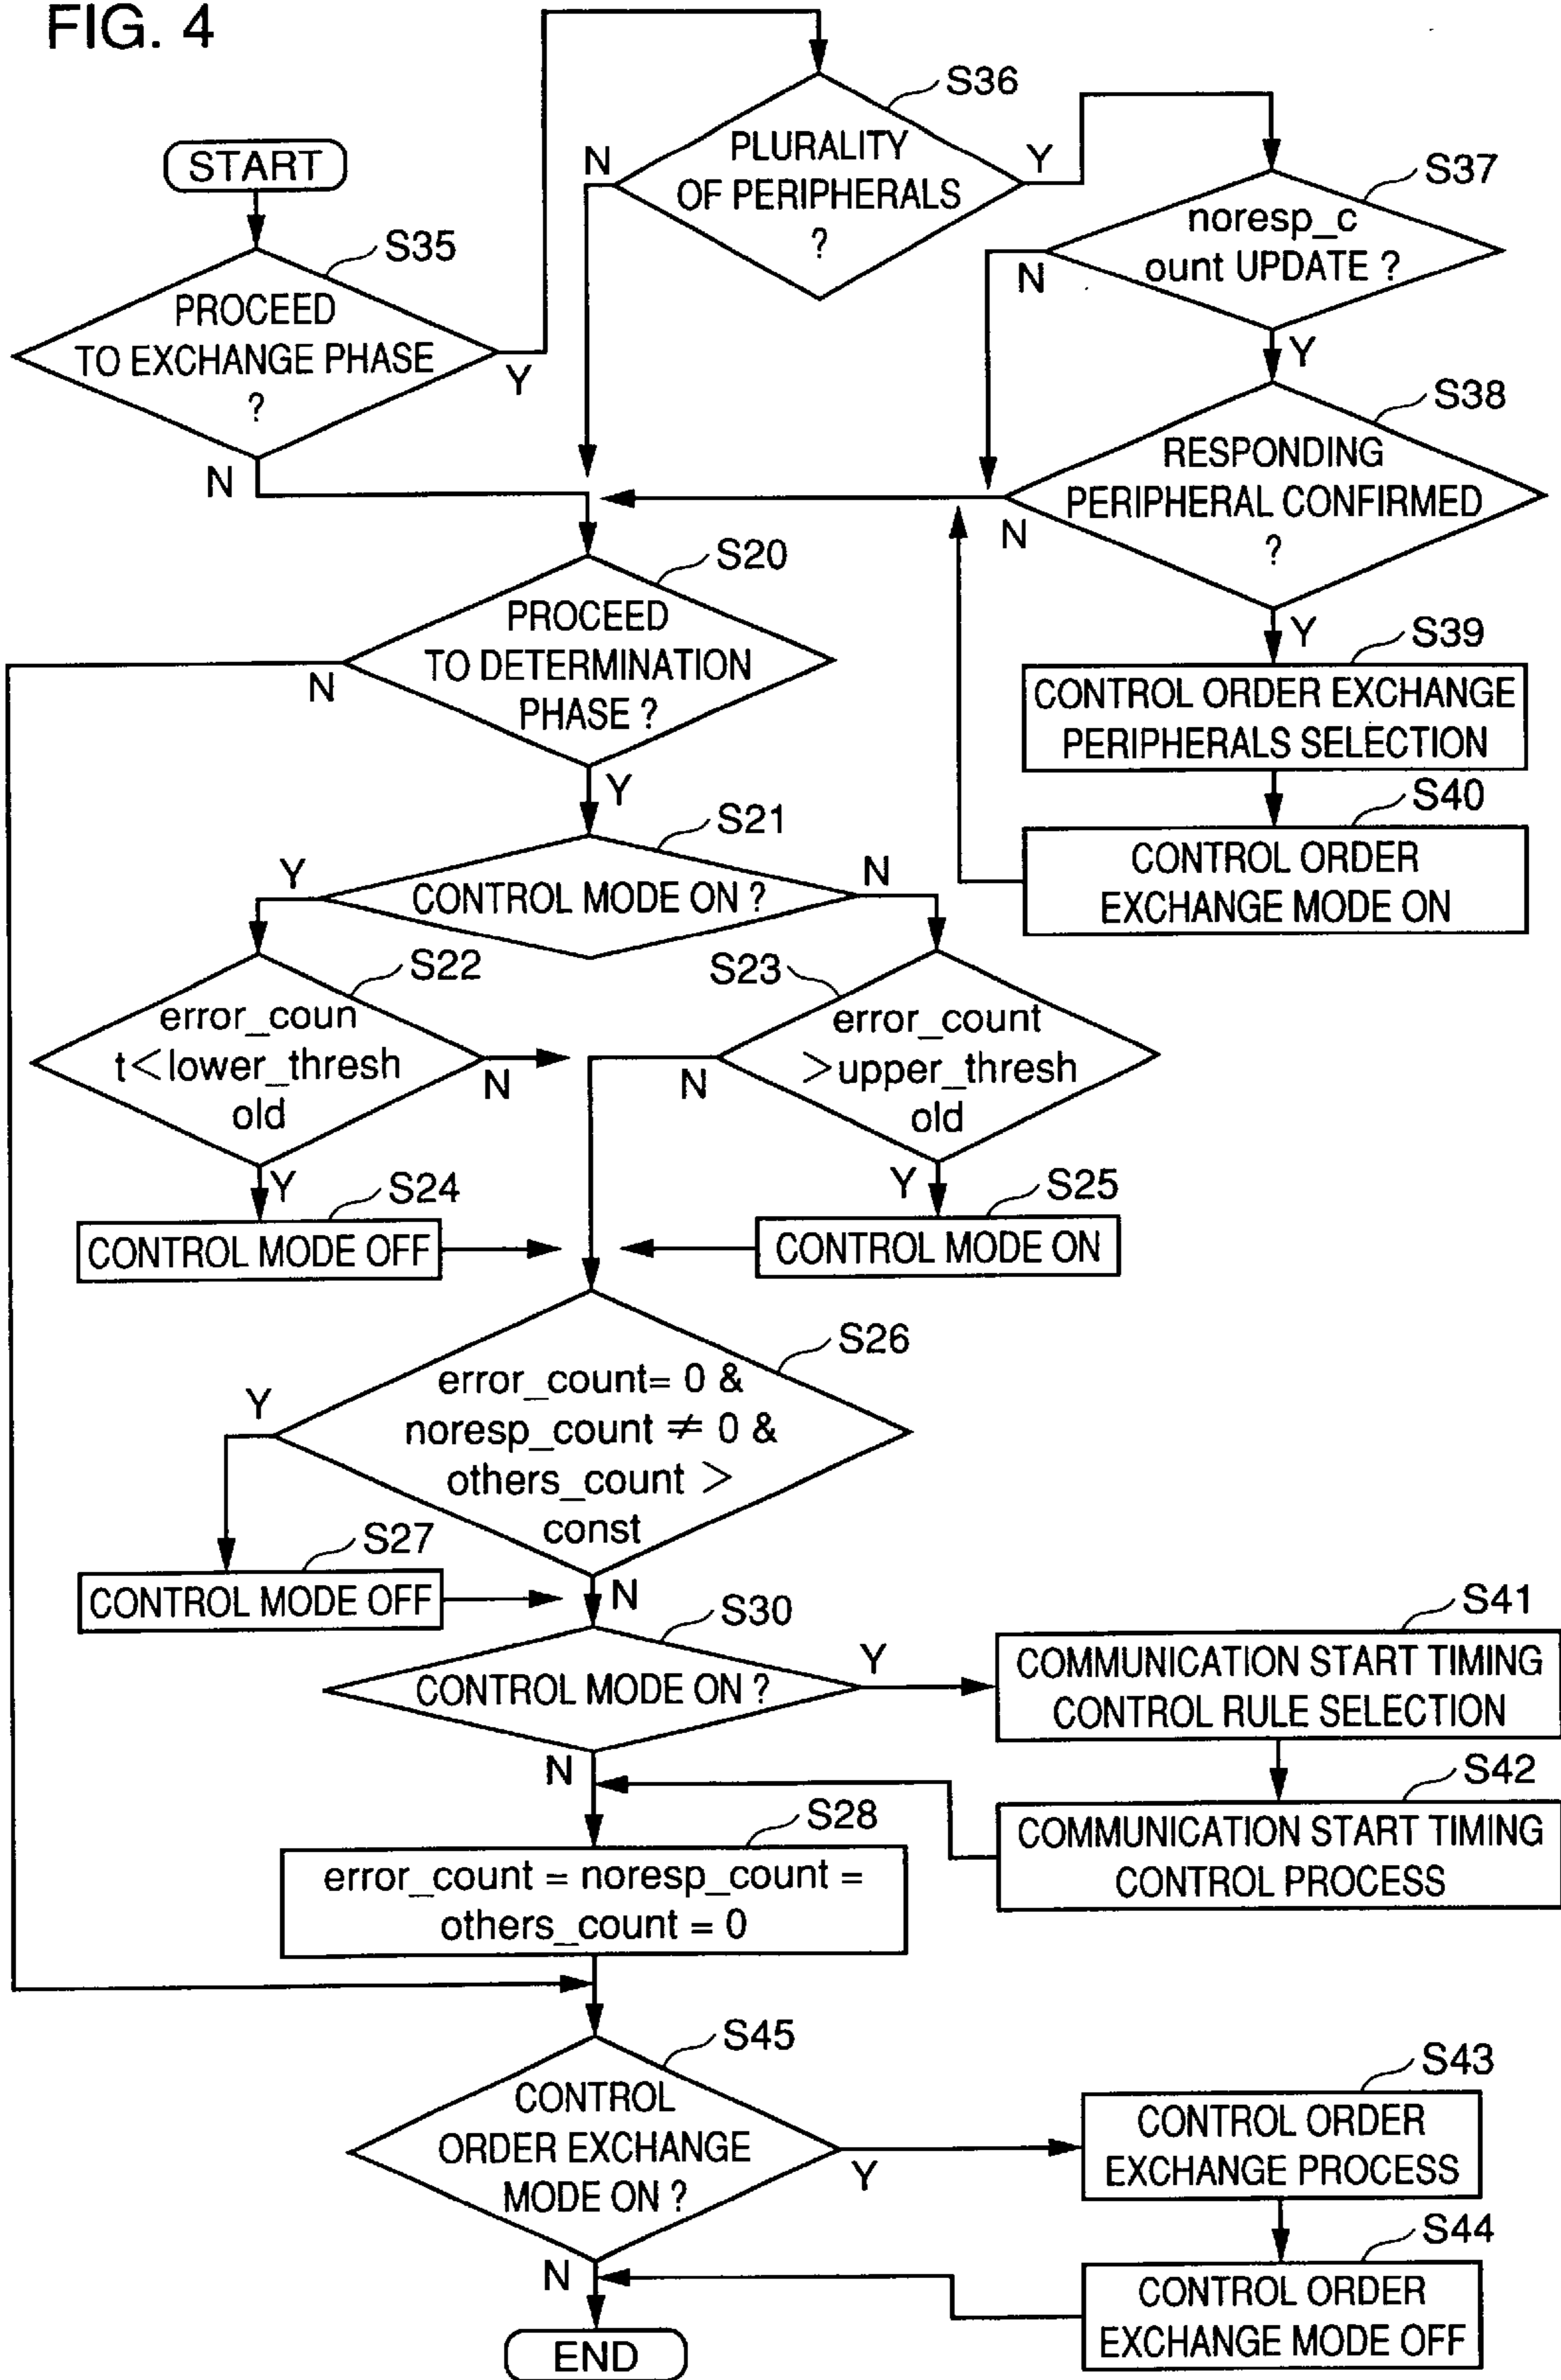 FIG. 4
START
S35
PROCEED
TO EXCHANGE PHASE
?
Y
N
S36
PLURALITY
OF PERIPHERALS
?
N
Y
S37
noresp_c
ount UPDATE ?
N
Y
S38
RESPONDING
PERIPHERAL CONFIRMED
?
N
Y
S39
CONTROL ORDER EXCHANGE
PERIPHERALS SELECTION
S40
CONTROL ORDER
EXCHANGE MODE ON
S20
PROCEED
TO DETERMINATION
PHASE ?
N
Y
S21
CONTROL MODE ON ?
Y
N
S22
error_coun
t<lower_thresh
old
N
Y
S23
error_count
>upper_thresh
old
N
Y
S24
CONTROL MODE OFF
S25
CONTROL MODE ON
S26
error_count= 0 &
noresp_count ≠ 0 &
others_count >
const
Y
N
S27
CONTROL MODE OFF
S30
CONTROL MODE ON ?
Y
N
S41
COMMUNICATION START TIMING
CONTROL RULE SELECTION
S42
COMMUNICATION START TIMING
CONTROL PROCESS
S28
error_count = noresp_count =
others_count = 0
S45
CONTROL
ORDER EXCHANGE
MODE ON ?
Y
N
S43
CONTROL ORDER
EXCHANGE PROCESS
S44
CONTROL ORDER
EXCHANGE MODE OFF
END